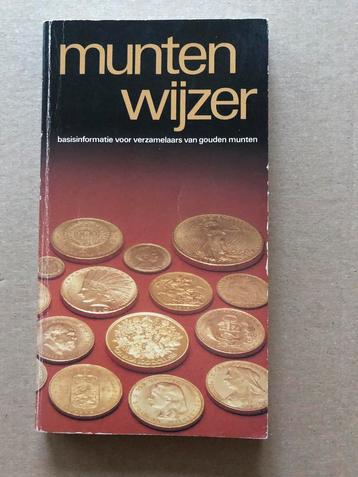 munten
wijzer
basisinformatie voor verzamelaars van gouden munten